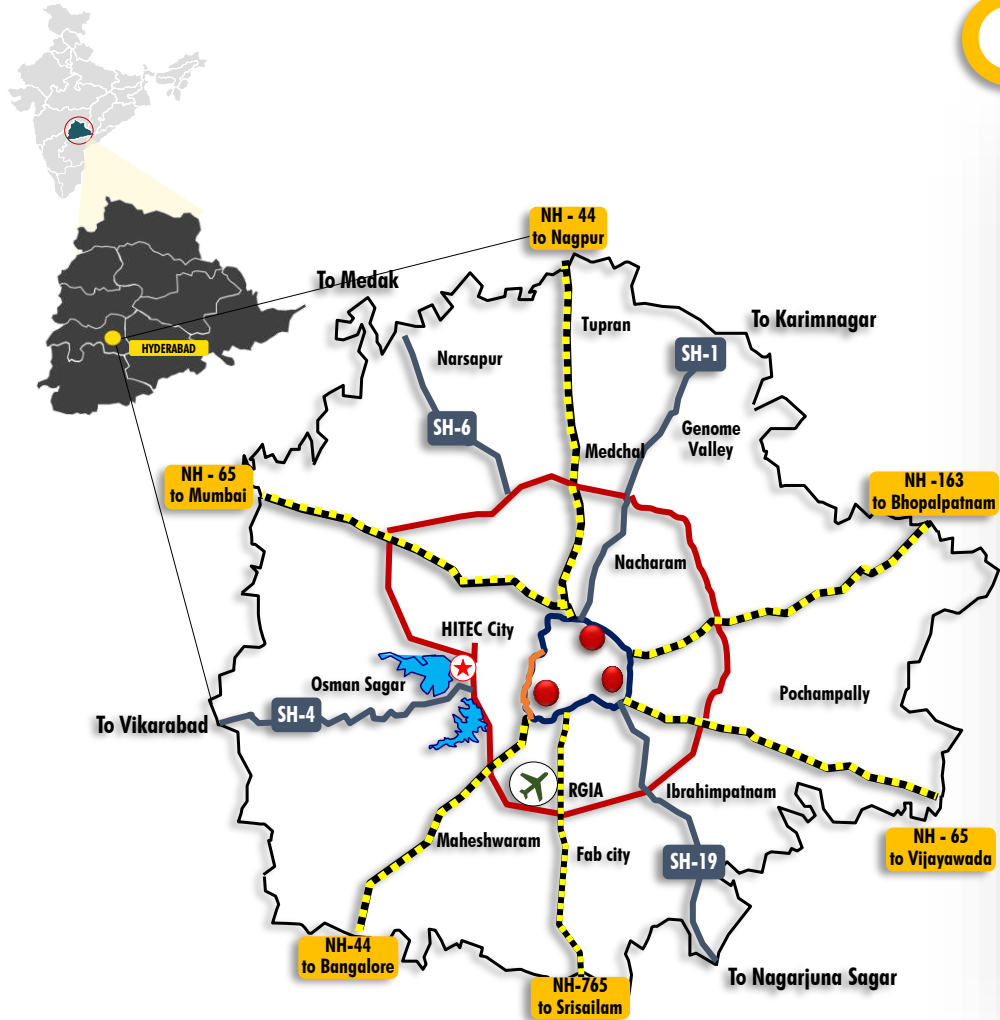 NH - 44
to Nagpur
To Medak
Tupran
To Karimnagar
HYDERABAD
Narsapur
SH-1
SH-6
Genome
Valley
Medchal
NH - 65
to Mumbai
NH -163
to Bhopalpatnam
Nacharam
HITEC City
Osman Sagar
Pochampally
SH-4
To Vikarabad
RGIA
Ibrahimpatnam
Maheshwaram
Fab city
SH-19
NH - 65
to Vijayawada
NH-44
to Bangalore
To Nagarjuna Sagar
NH-765
to Srisailam